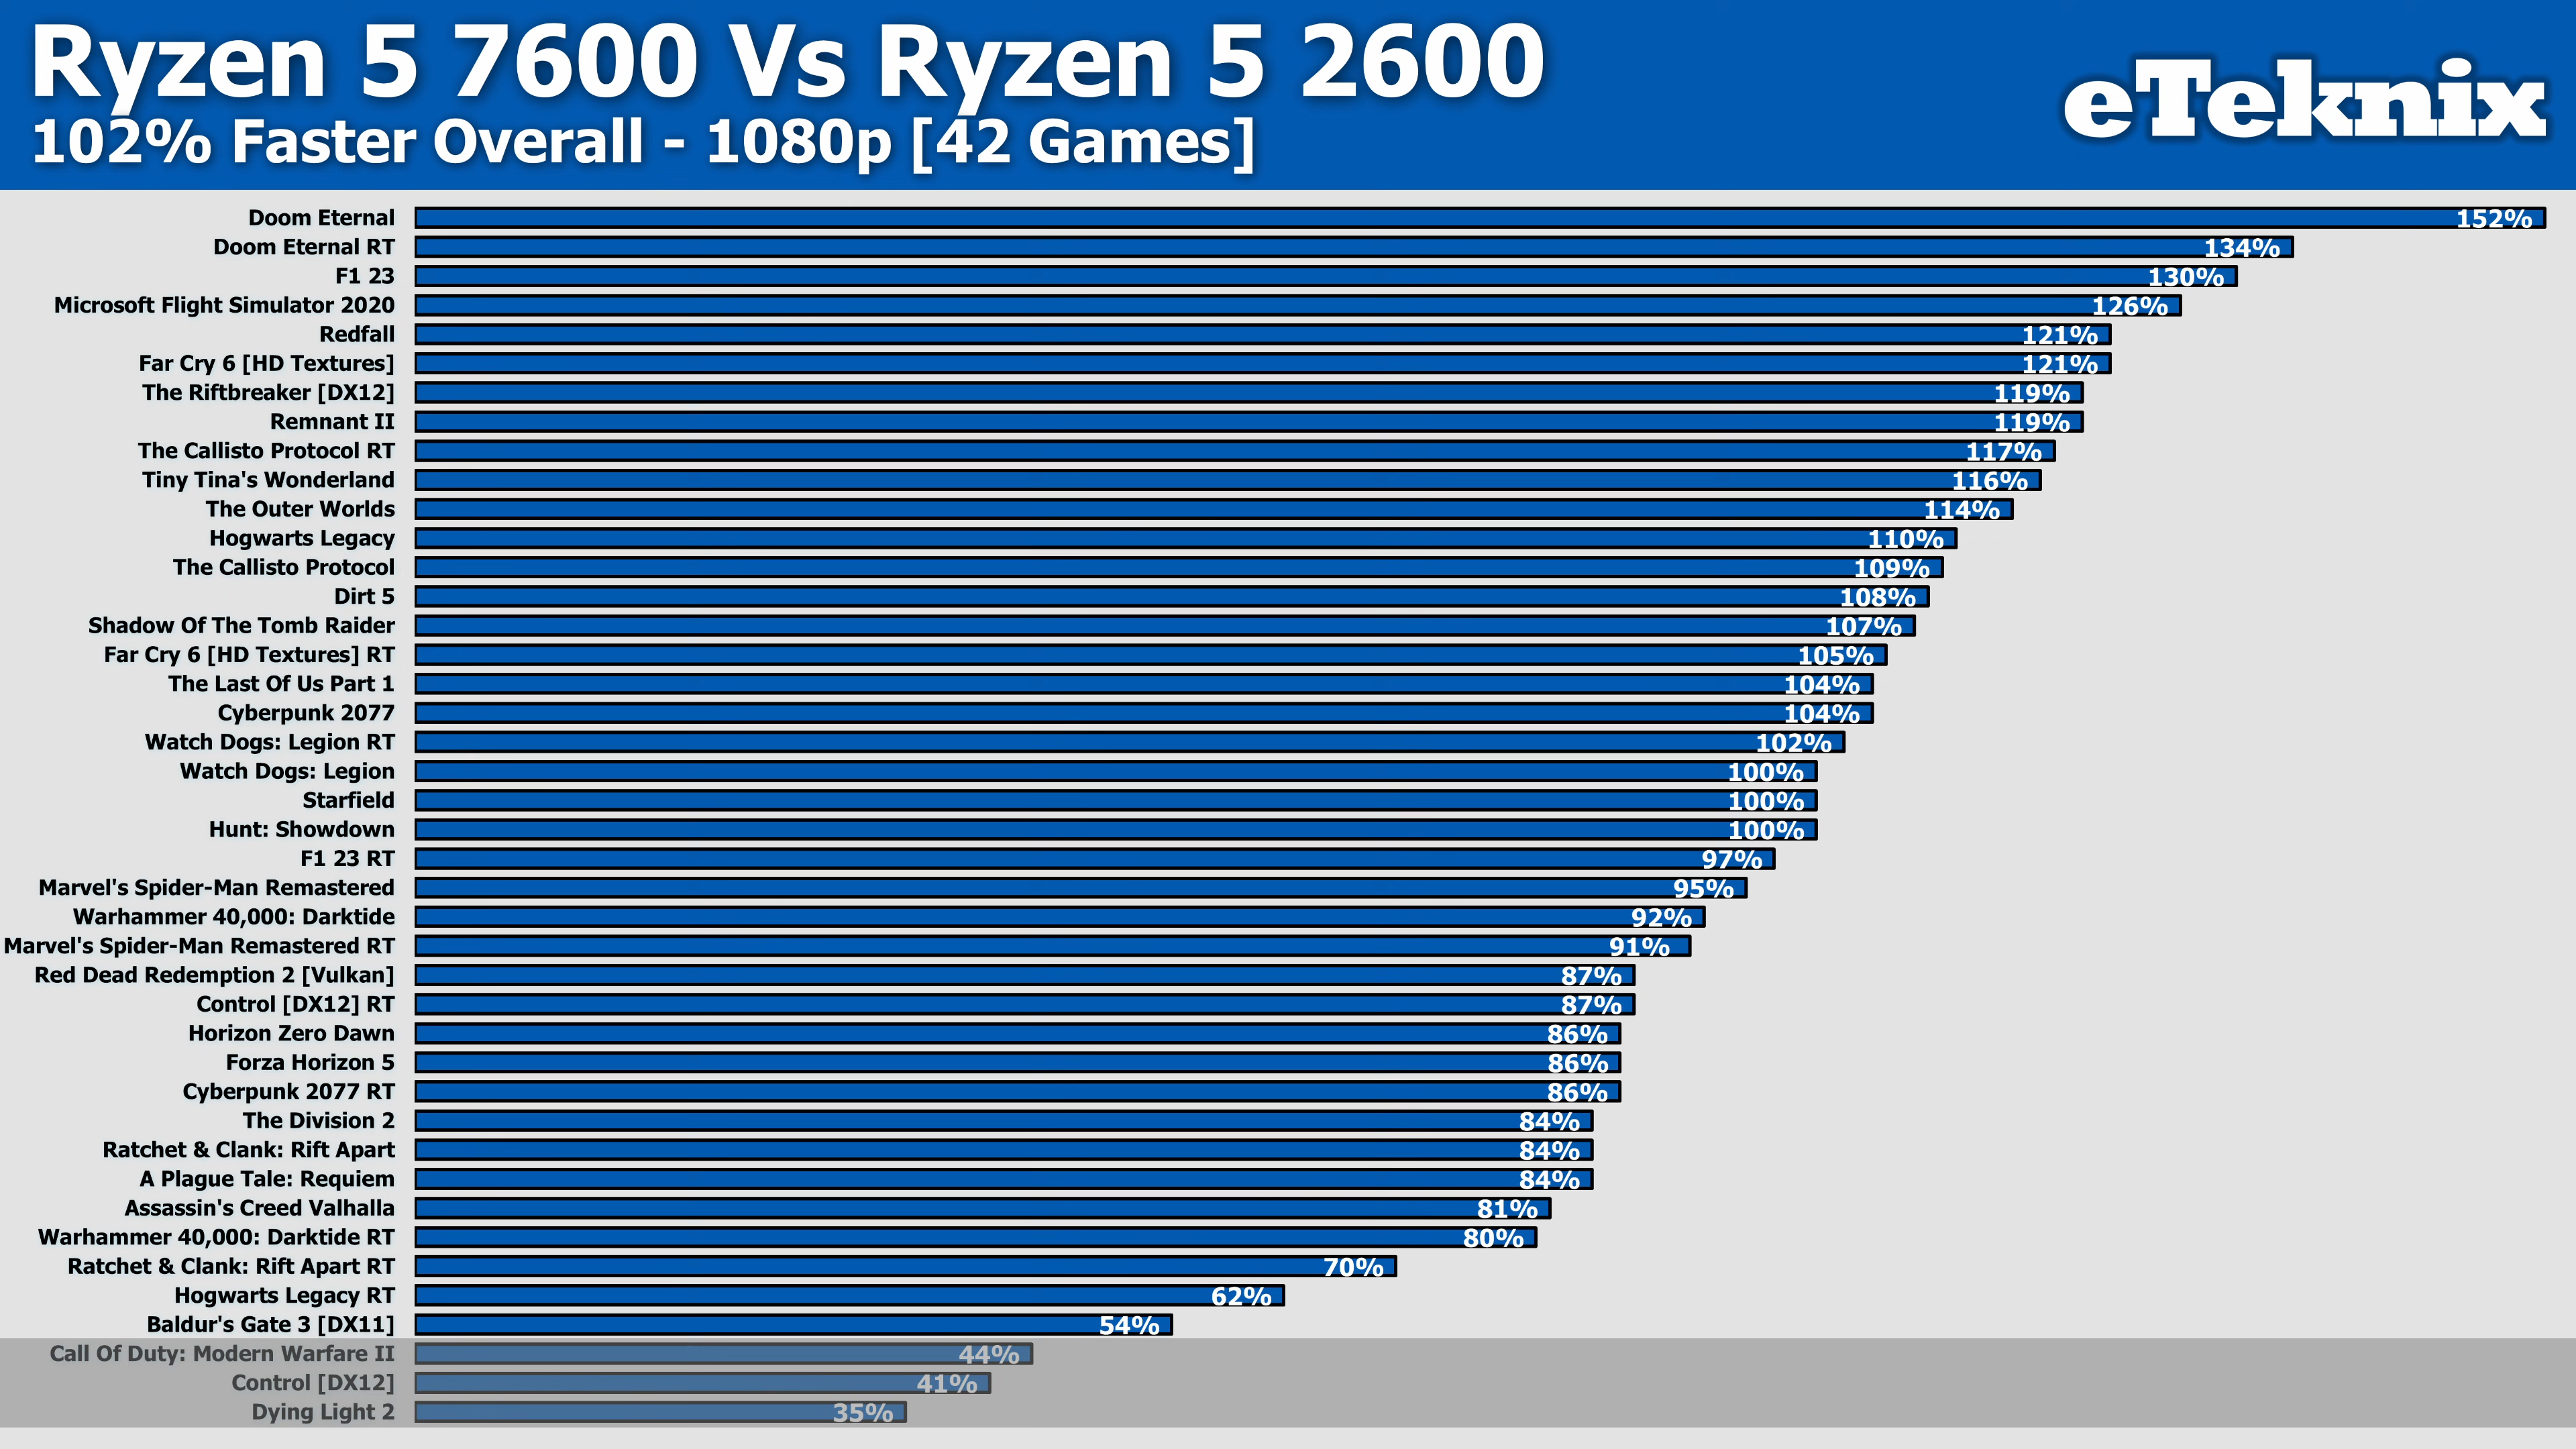 Ryzen 5 7600 Vs Ryzen 5 2600
102% Faster Overall - 1080p [42 Games]
eTeknix
Doom Eternal 152%
Doom Eternal RT 134%
F1 23 130%
Microsoft Flight Simulator 2020 126%
Redfall 121%
Far Cry 6 [HD Textures] 121%
The Riftbreaker [DX12] 119%
Remnant II 119%
The Callisto Protocol RT 117%
Tiny Tina's Wonderland 116%
The Outer Worlds 114%
Hogwarts Legacy 110%
The Callisto Protocol 109%
Dirt 5 108%
Shadow Of The Tomb Raider 107%
Far Cry 6 [HD Textures] RT 105%
The Last Of Us Part 1 104%
Cyberpunk 2077 104%
Watch Dogs: Legion RT 102%
Watch Dogs: Legion 100%
Starfield 100%
Hunt: Showdown 100%
F1 23 RT 97%
Marvel's Spider-Man Remastered 95%
Warhammer 40,000: Darktide 92%
Marvel's Spider-Man Remastered RT 91%
Red Dead Redemption 2 [Vulkan] 87%
Control [DX12] RT 87%
Horizon Zero Dawn 86%
Forza Horizon 5 86%
Cyberpunk 2077 RT 86%
The Division 2 84%
Ratchet & Clank: Rift Apart 84%
A Plague Tale: Requiem 84%
Assassin's Creed Valhalla 81%
Warhammer 40,000: Darktide RT 80%
Ratchet & Clank: Rift Apart RT 70%
Hogwarts Legacy RT 62%
Baldur's Gate 3 [DX11] 54%
Call Of Duty: Modern Warfare II 44%
Control [DX12] 41%
Dying Light 2 35%